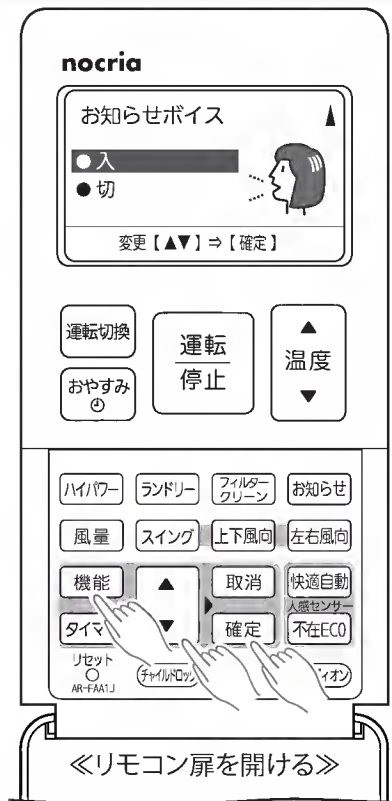 nocria
お知らせボイス
●入
●切
変更【▲▼】⇒【確定】
運転切換
運転
停止
▲
温度
▼
おやすみ
ハイパワー
ランドリー
フィルター
クリーン
お知らせ
風量
スイング
上下風向
左右風向
機能
▲
取消
快適自動
人感センサー
▼
確定
不在ECO
リセット
AR-FAA1J
≪リモコン扉を開ける≫